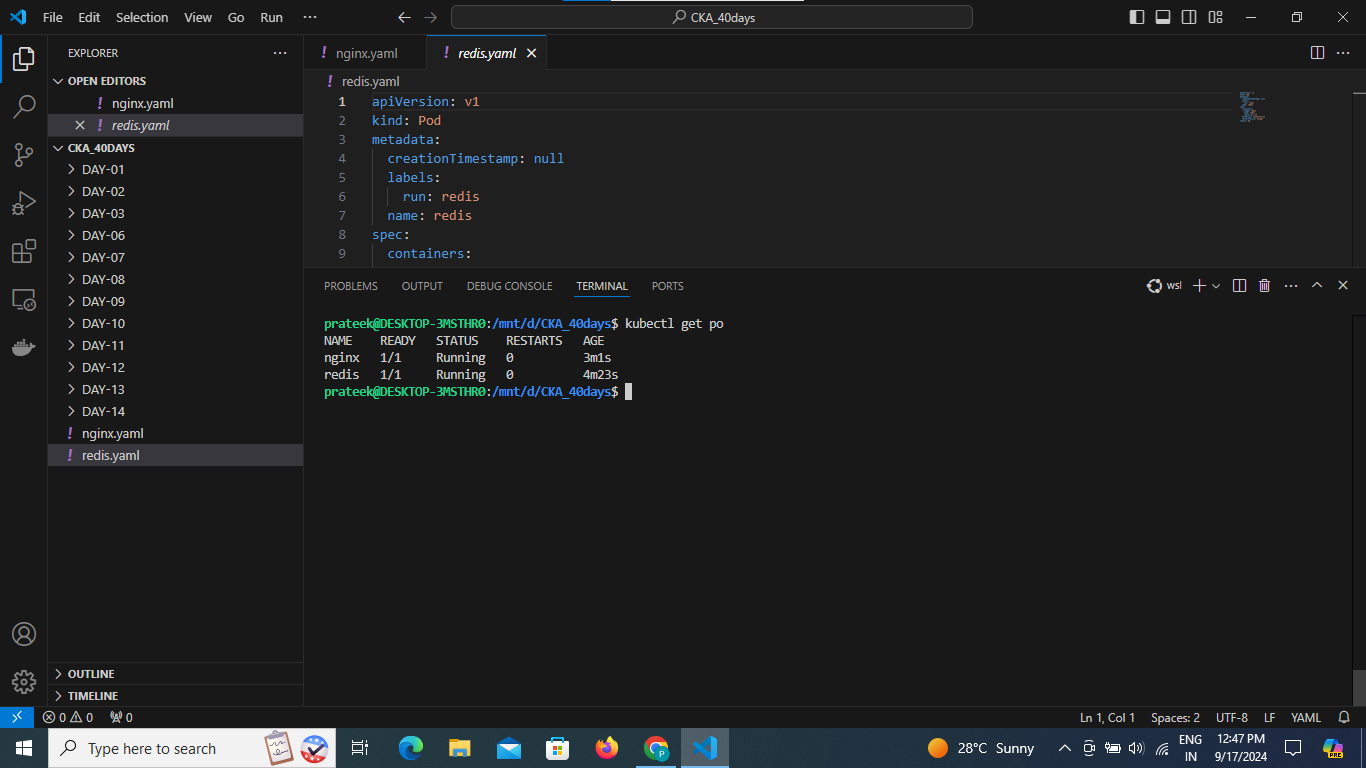 File Edit Selection View Go Run ··· CKA_40days
EXPLORER ···
OPEN EDITORS
nginx.yaml
redis.yaml
CKA_40DAYS
DAY-01
DAY-02
DAY-03
DAY-06
DAY-07
DAY-08
DAY-09
DAY-10
DAY-11
DAY-12
DAY-13
DAY-14
nginx.yaml
redis.yaml
OUTLINE
TIMELINE
nginx.yaml redis.yaml
redis.yaml
1 apiVersion: v1
2 kind: Pod
3 metadata:
4 creationTimestamp: null
5 labels:
6 run: redis
7 name: redis
8 spec:
9 containers:
PROBLEMS OUTPUT DEBUG CONSOLE TERMINAL PORTS wsl
prateek@DESKTOP-3MSTHR0:/mnt/d/CKA_40days$ kubectl get po
NAME READY STATUS RESTARTS AGE
nginx 1/1 Running 0 3m1s
redis 1/1 Running 0 4m23s
prateek@DESKTOP-3MSTHR0:/mnt/d/CKA_40days$
0 0 0 Ln 1, Col 1 Spaces: 2 UTF-8 LF YAML
Type here to search 28°C Sunny ENG IN 12:47 PM 9/17/2024